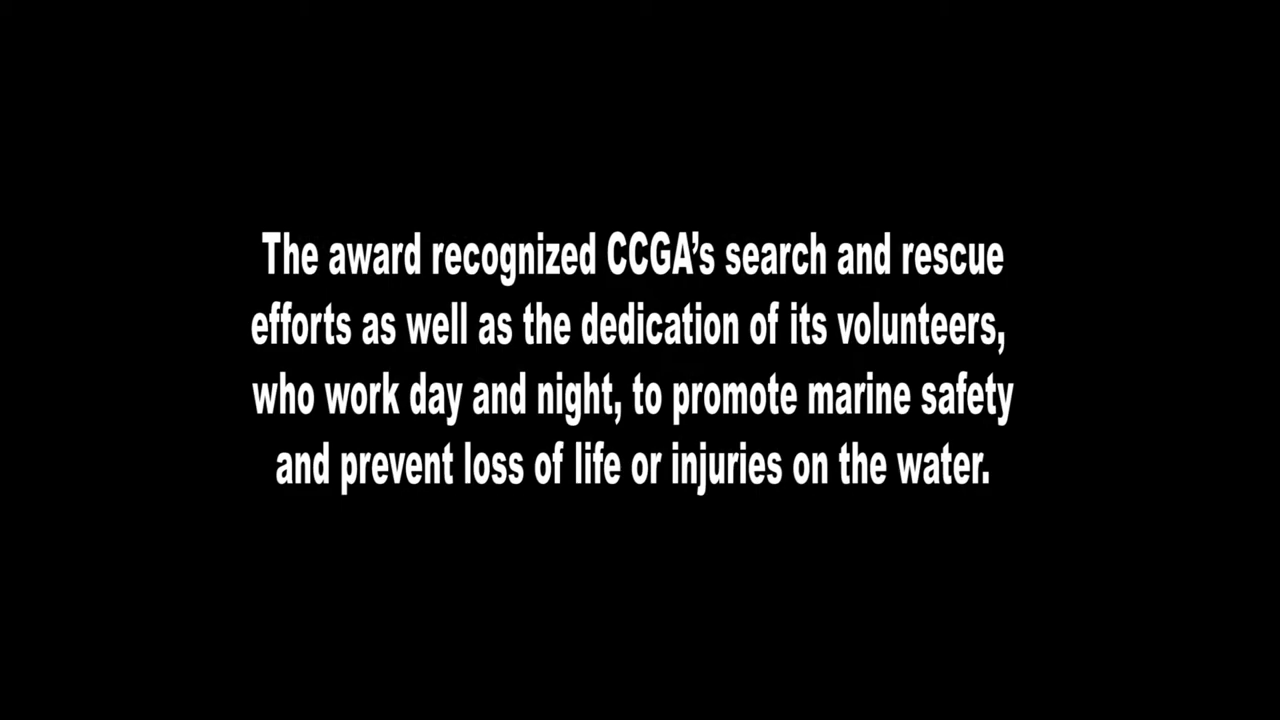 The award recognized CCGA’s search and rescue
efforts as well as the dedication of its volunteers,
who work day and night, to promote marine safety
and prevent loss of life or injuries on the water.